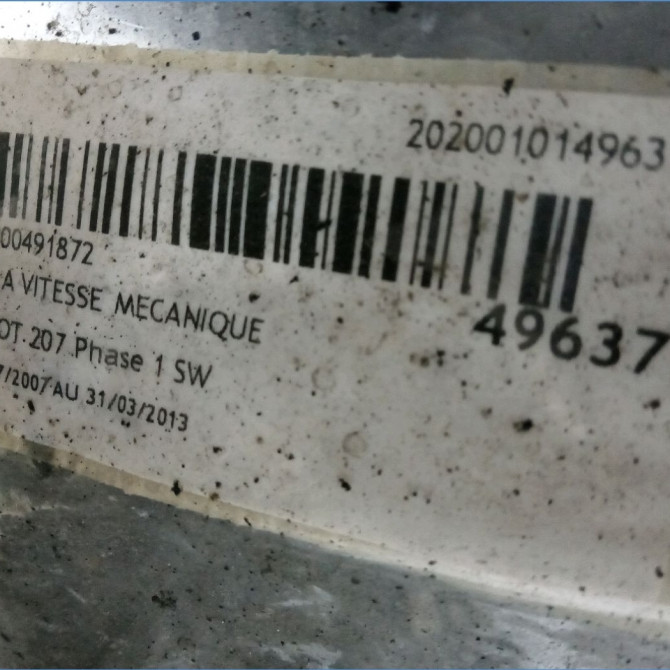 202001014963
00491872
49637
A VITESSE MECANIQUE
OT 207 Phase 1 SW
7/2007 AU 31/03/2013